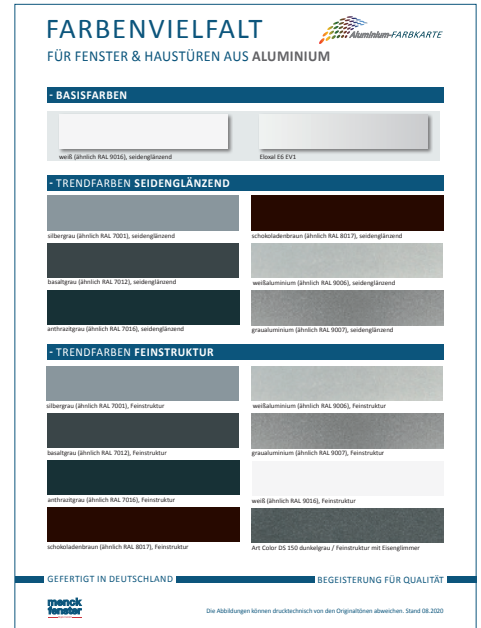 FARBENVIELFALT
Aluminium-FARBKARTE
FÜR FENSTER & HAUSTÜREN AUS ALUMINIUM
- BASISFARBEN
weiß (ähnlich RAL 9016), seidenglänzend
Eloxal E6 EV1
- TRENDFARBEN SEIDENGLÄNZEND
silbergrau (ähnlich RAL 7001), seidenglänzend
schokoladenbraun (ähnlich RAL 8017), seidenglänzend
basaltgrau (ähnlich RAL 7012), seidenglänzend
weißaluminium (ähnlich RAL 9006), seidenglänzend
anthrazitgrau (ähnlich RAL 7016), seidenglänzend
graualuminium (ähnlich RAL 9007), seidenglänzend
- TRENDFARBEN FEINSTRUKTUR
silbergrau (ähnlich RAL 7001), Feinstruktur
weißaluminium (ähnlich RAL 9006), Feinstruktur
basaltgrau (ähnlich RAL 7012), Feinstruktur
graualuminium (ähnlich RAL 9007), Feinstruktur
anthrazitgrau (ähnlich RAL 7016), Feinstruktur
weiß (ähnlich RAL 9016), Feinstruktur
schokoladenbraun (ähnlich RAL 8017), Feinstruktur
Art Color DS 150 dunkelgrau / Feinstruktur mit Eisenglimmer
GEFERTIGT IN DEUTSCHLAND
BEGEISTERUNG FÜR QUALITÄT
menck
fenster
Die Abbildungen können drucktechnisch von den Originaltönen abweichen. Stand 08.2020